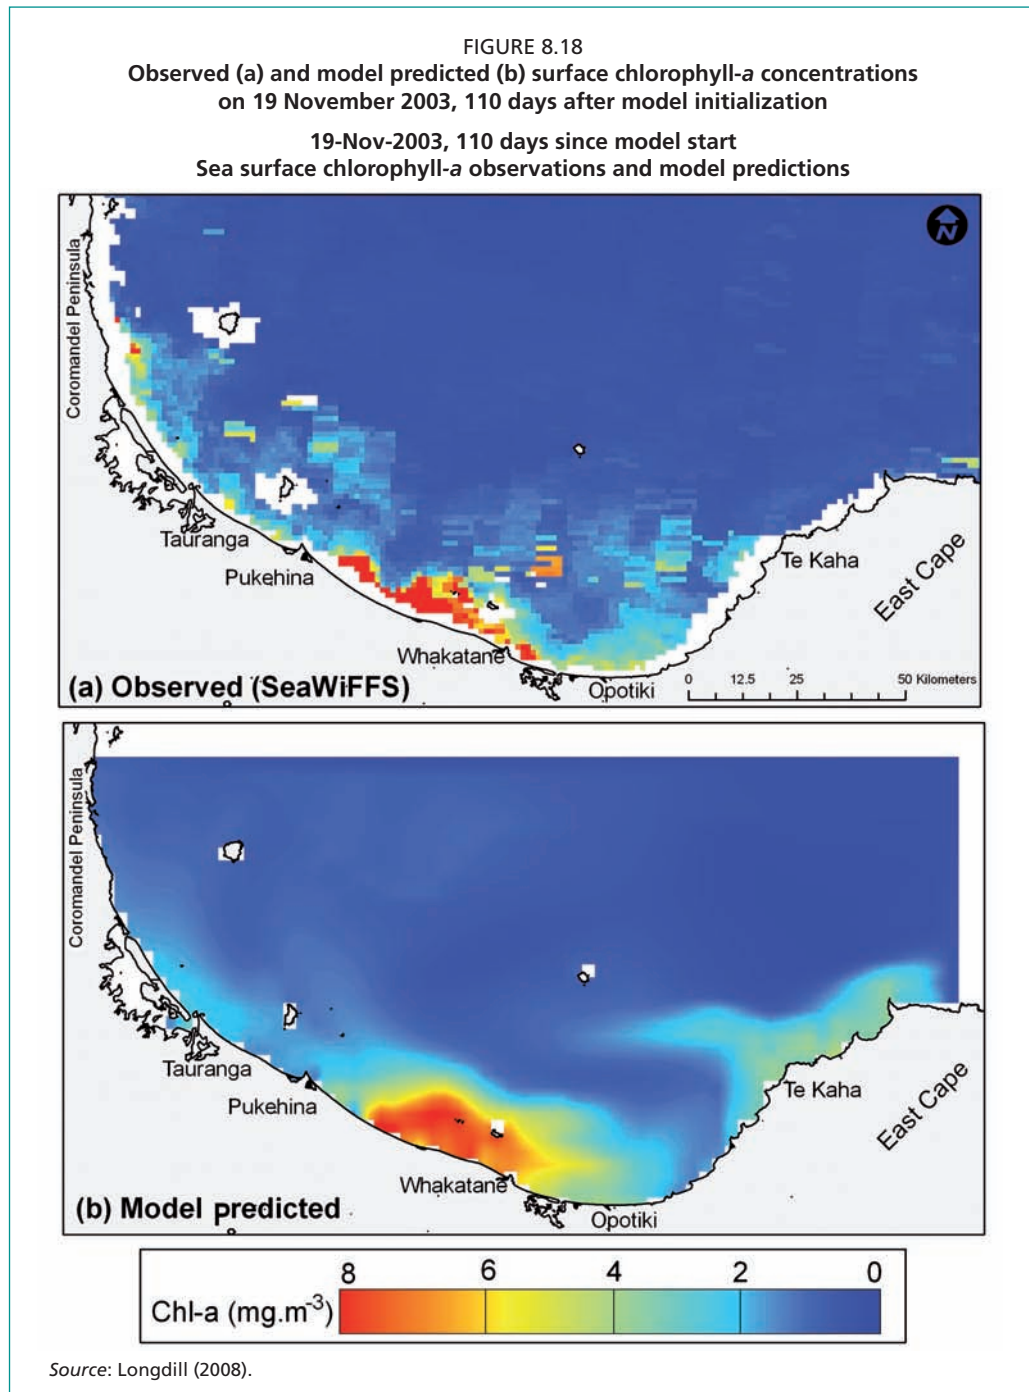 FIGURE 8.18
Observed (a) and model predicted (b) surface chlorophyll-a concentrations
on 19 November 2003, 110 days after model initialization
19-Nov-2003, 110 days since model start
Sea surface chlorophyll-a observations and model predictions
N
Coromandel Peninsula
Tauranga
Pukehina
Te Kaha
East Cape
Whakatane
Opotiki
0 12.5 25 50 Kilometers
(a) Observed (SeaWiFFS)
Coromandel Peninsula
Tauranga
Pukehina
Te Kaha
East Cape
Whakatane
Opotiki
(b) Model predicted
8 6 4 2 0
Chl-a (mg.m-3)
Source: Longdill (2008).